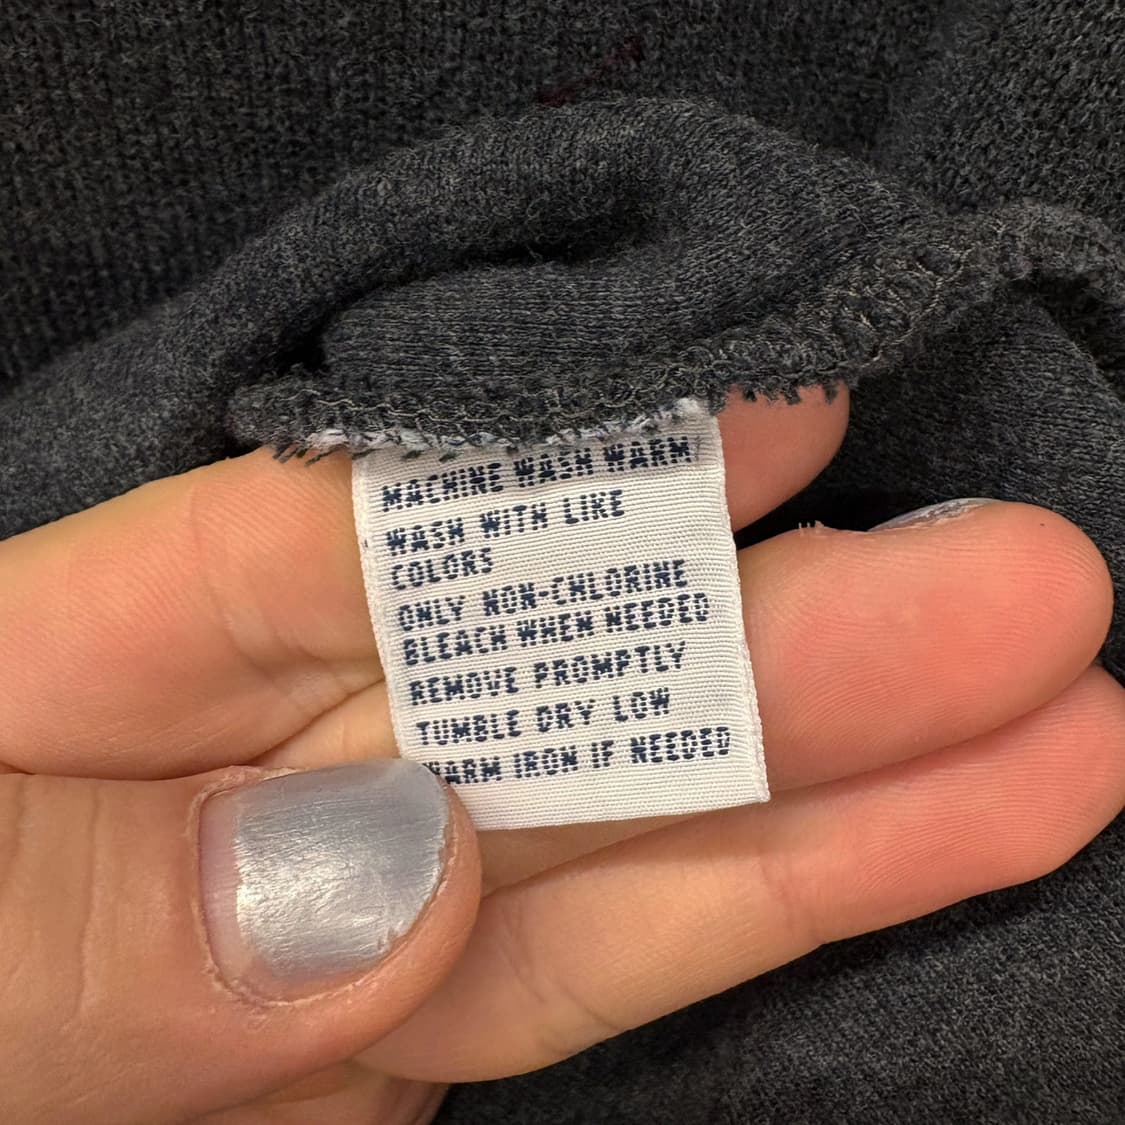 MACHINE WASH WARM
WASH WITH LIKE
COLORS
ONLY NON-CHLORINE
BLEACH WHEN NEEDED
REMOVE PROMPTLY
TUMBLE DRY LOW
WARM IRON IF NEEDED